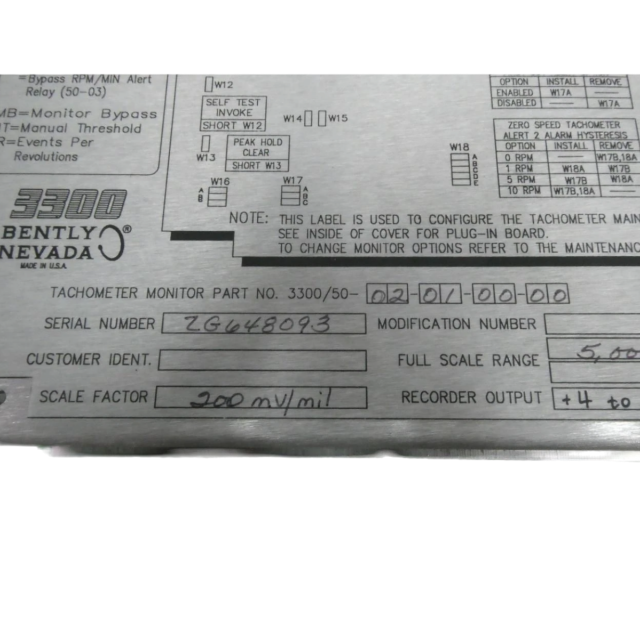 =Bypass RPM/MIN Alert
Relay (50-03)
MB=Monitor Bypass
MT=Manual Threshold
R=Events Per
Revolutions
W12
SELF TEST
INVOKE
SHORT W12
W13
PEAK HOLD
CLEAR
SHORT W13
W14 W15
W16
A
B
W17
A
B
C
W18
A
B
C
D
E
OPTION INSTALL REMOVE
ENABLED W17A —
DISABLED — W17A
ZERO SPEED TACHOMETER
ALERT 2 ALARM HYSTERESIS
OPTION INSTALL REMOVE
0 RPM — W17B,18A
1 RPM W18A W17B
5 RPM W17B W18A
10 RPM W17B,18A —
3300
BENTLY
NEVADA ®
MADE IN U.S.A.
NOTE: THIS LABEL IS USED TO CONFIGURE THE TACHOMETER MAIN
SEE INSIDE OF COVER FOR PLUG-IN BOARD.
TO CHANGE MONITOR OPTIONS REFER TO THE MAINTENANC
TACHOMETER MONITOR PART NO. 3300/50-02-01-00-00
SERIAL NUMBER ZG648093
MODIFICATION NUMBER
CUSTOMER IDENT.
FULL SCALE RANGE 5,00
SCALE FACTOR 200 mV/mil
RECORDER OUTPUT +4 to